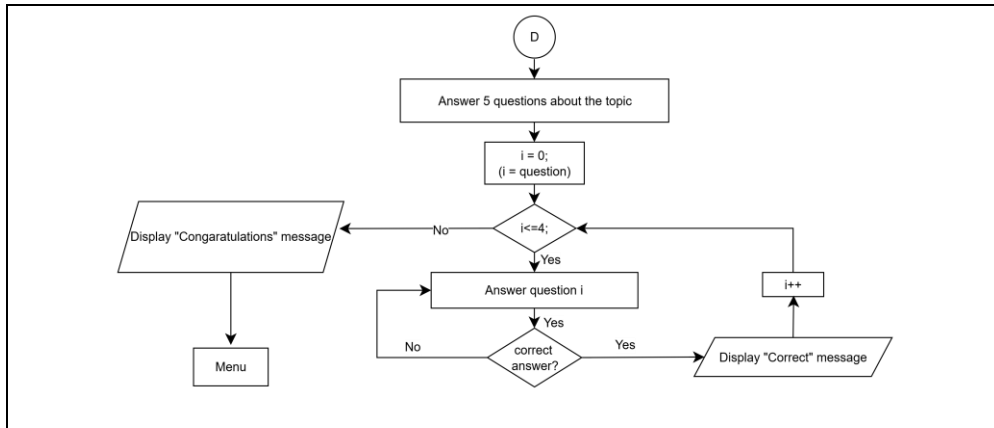 D
Answer 5 questions about the topic
i = 0;
(i = question)
i<=4;
No
Display "Congaratulations" message
Yes
i++
Answer question i
Yes
No
correct
answer?
Yes
Display "Correct" message
Menu